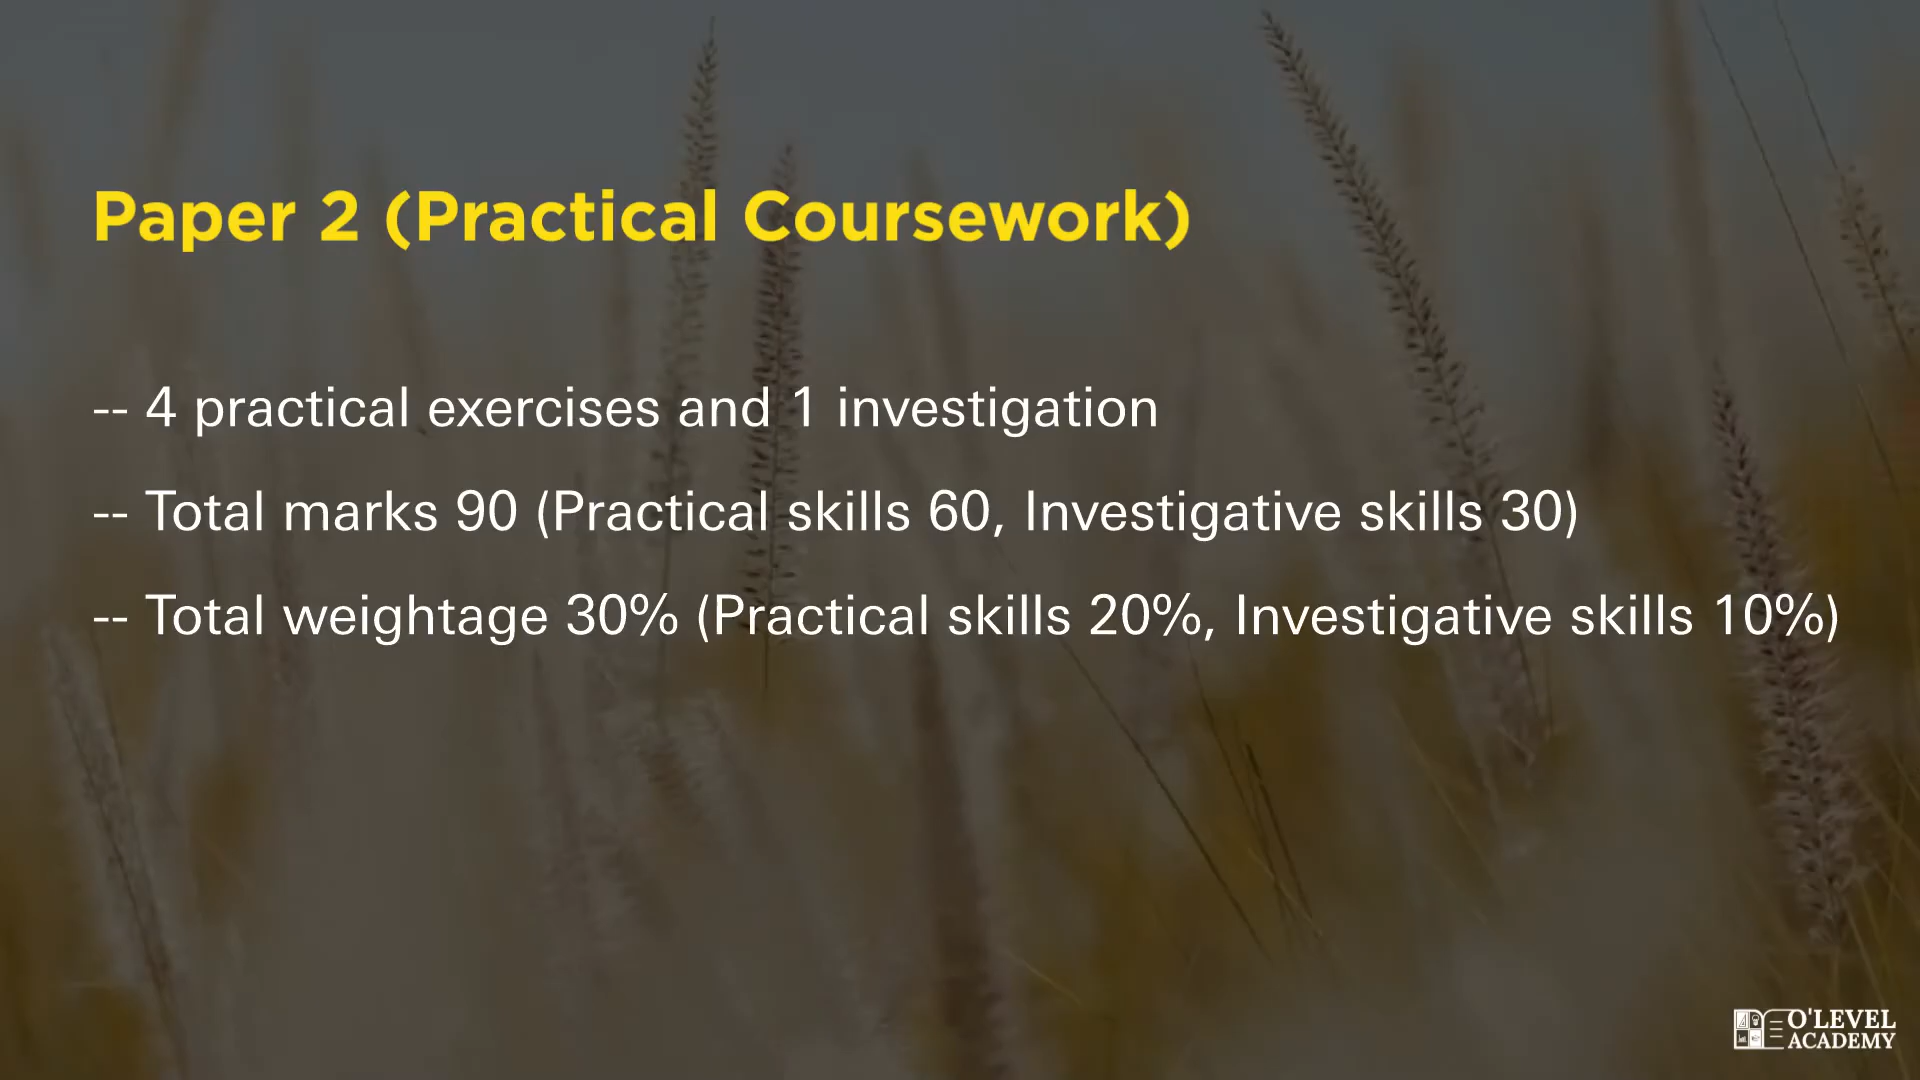 Paper 2 (Practical Coursework)
-- 4 practical exercises and 1 investigation
-- Total marks 90 (Practical skills 60, Investigative skills 30)
-- Total weightage 30% (Practical skills 20%, Investigative skills 10%)
O'LEVEL
ACADEMY